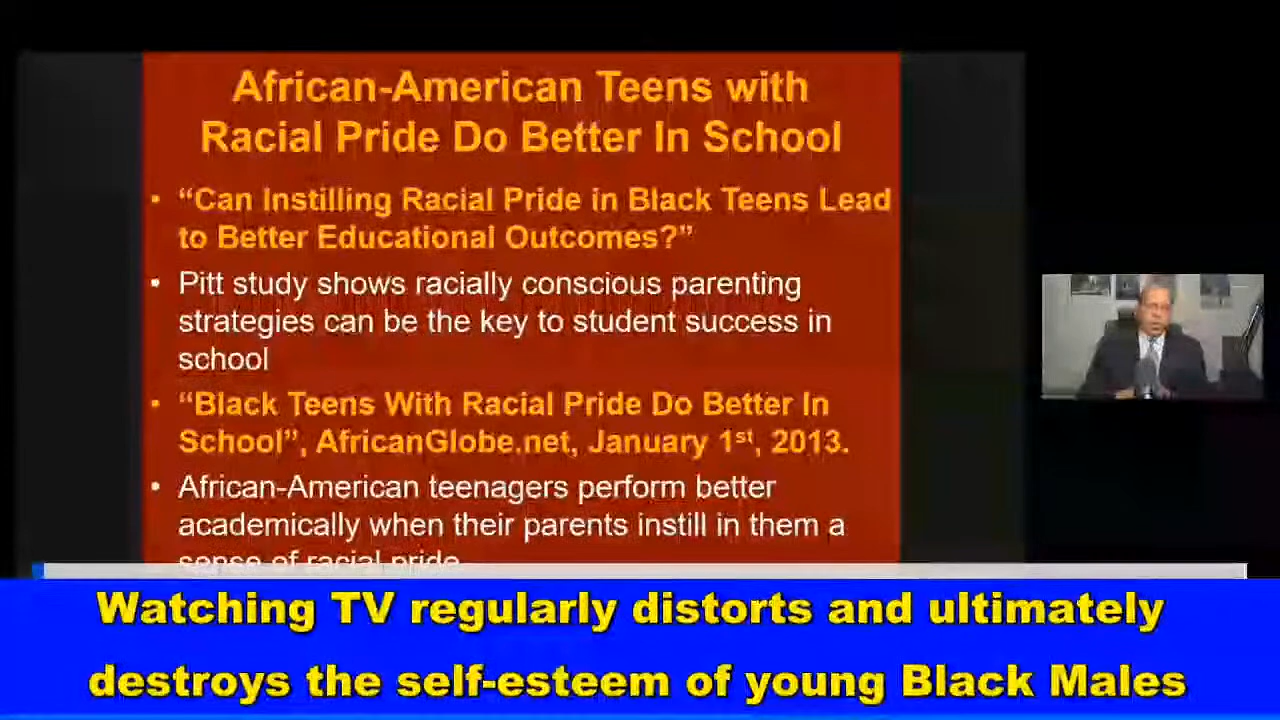 African-American Teens with
Racial Pride Do Better In School
• “Can Instilling Racial Pride in Black Teens Lead
to Better Educational Outcomes?”
• Pitt study shows racially conscious parenting
strategies can be the key to student success in
school
• “Black Teens With Racial Pride Do Better In
School”, AfricanGlobe.net, January 1st, 2013.
• African-American teenagers perform better
academically when their parents instill in them a
sense of racial pride
Watching TV regularly distorts and ultimately
destroys the self-esteem of young Black Males